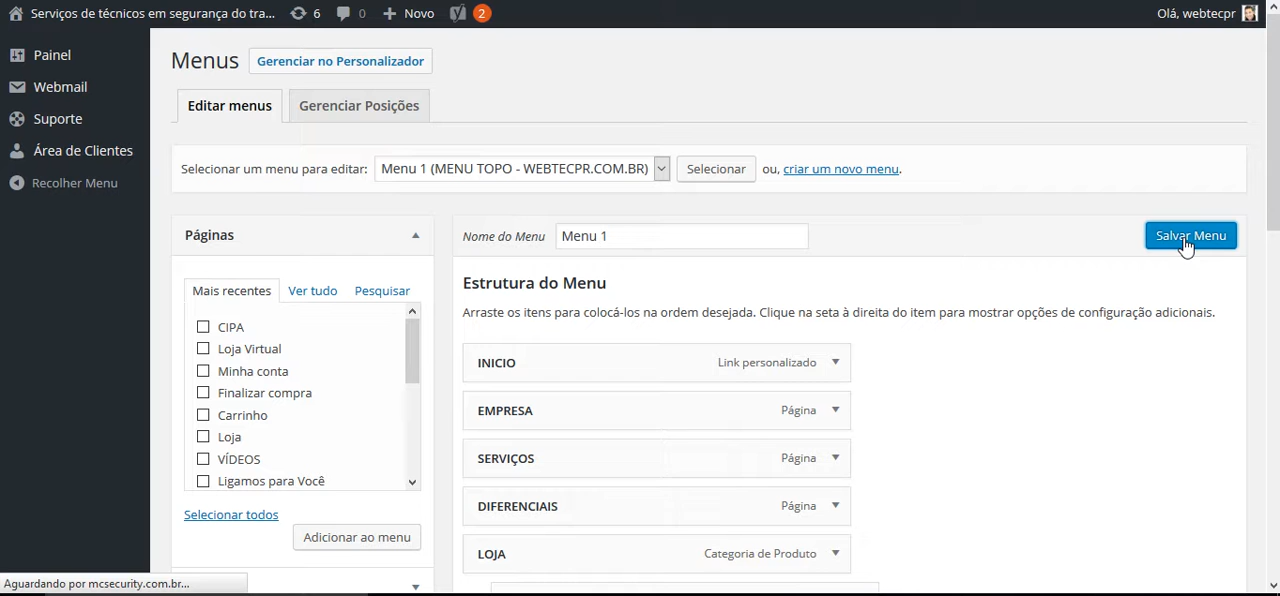 Serviços de técnicos em segurança do tra... 6 0 Novo 2 Olá, webtecpr
Painel
Webmail
Suporte
Área de Clientes
Recolher Menu
Menus Gerenciar no Personalizador
Editar menus Gerenciar Posições
Selecionar um menu para editar: Menu 1 (MENU TOPO - WEBTECPR.COM.BR) Selecionar ou, criar um novo menu.
Páginas
Mais recentes Ver tudo Pesquisar
CIPA
Loja Virtual
Minha conta
Finalizar compra
Carrinho
Loja
VÍDEOS
Ligamos para Você
Selecionar todos
Adicionar ao menu
Nome do Menu Menu 1 Salvar Menu
Estrutura do Menu
Arraste os itens para colocá-los na ordem desejada. Clique na seta à direita do item para mostrar opções de configuração adicionais.
INICIO Link personalizado
EMPRESA Página
SERVIÇOS Página
DIFERENCIAIS Página
LOJA Categoria de Produto
Aguardando por mcsecurity.com.br...